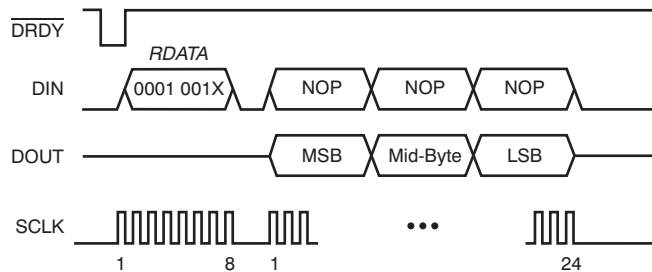 DRDY
RDATA
DIN 0001 001X NOP NOP NOP
DOUT MSB Mid-Byte LSB
SCLK •••
1 8 1 24